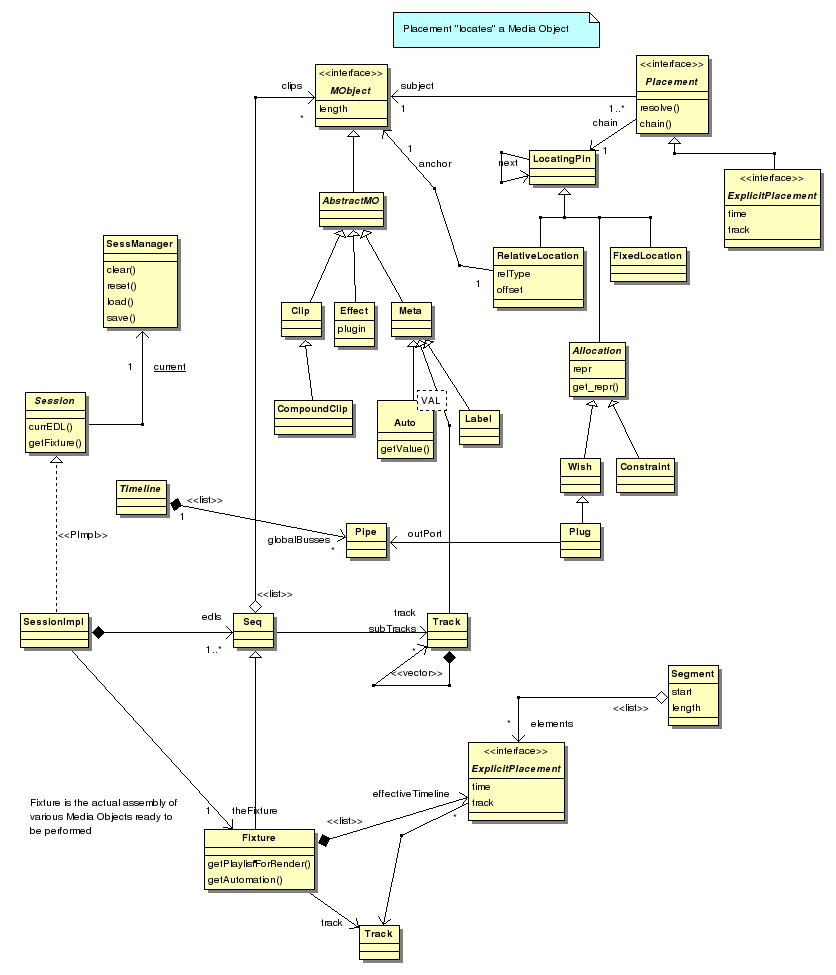 Placement "locates" a Media Object
<<interface>>
MObject
length
clips
*
subject
1
<<interface>>
Placement
resolve()
chain()
1..*
chain
1
next
LocatingPin
<<interface>>
ExplicitPlacement
time
track
1
anchor
AbstractMO
SessManager
clear()
reset()
load()
save()
RelativeLocation
relType
offset
1
FixedLocation
Clip
Effect
plugin
Meta
Allocation
repr
get_repr()
1
current
Session
currEDL()
getFixture()
CompoundClip
VAL
Auto
getValue()
Label
Wish
Constraint
Timeline
<<list>>
1
<<PImpl>>
globalBusses
*
Pipe
outPort
Plug
<<list>>
SessionImpl
edls
1..*
Seq
track
subTracks
Track
*
<<vector>>
Segment
start
length
<<list>>
*
elements
<<interface>>
ExplicitPlacement
time
track
effectiveTimeline
<<list>>
*
Fixture is the actual assembly of
various Media Objects ready to
be performed
1
theFixture
Fixture
getPlaylistForRender()
getAutomation()
track
Track